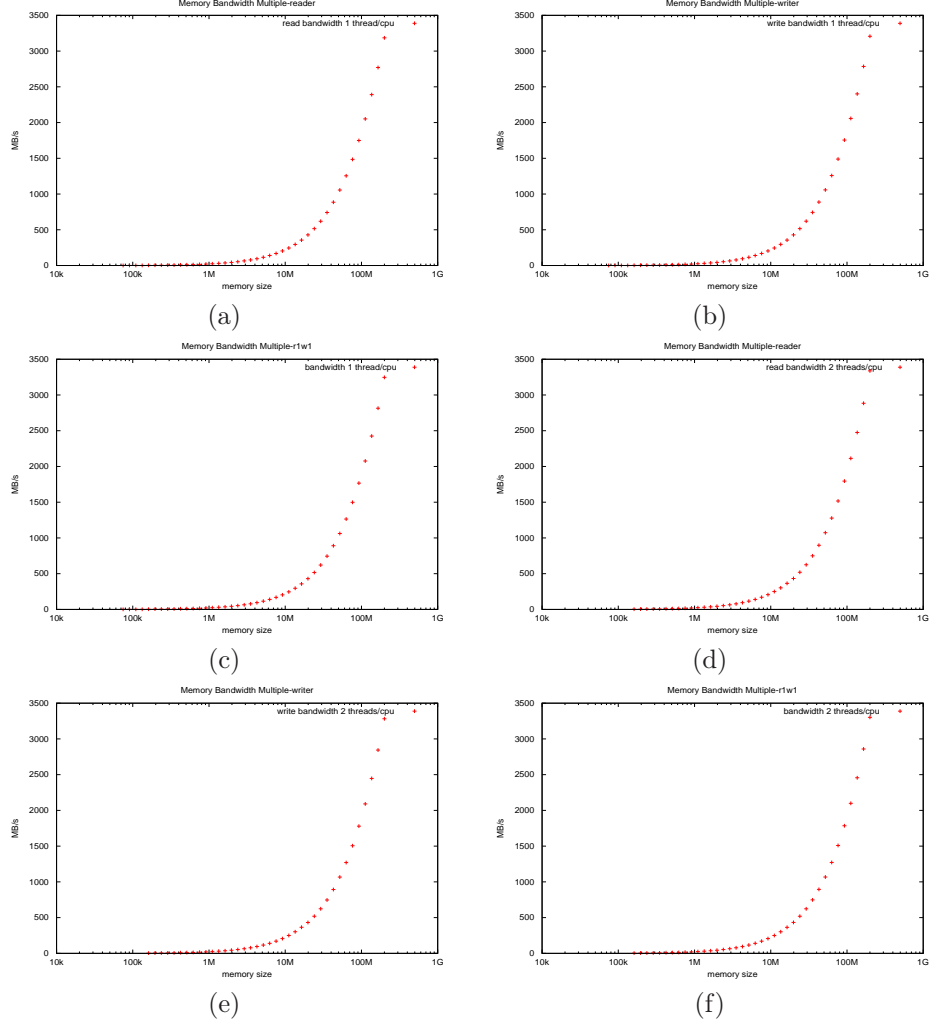 Memory Bandwidth Multiple-reader
read bandwidth 1 thread/cpu
3500
3000
2500
2000
1500
1000
500
0
MB/s
10k 100k 1M 10M 100M 1G
memory size
(a)
Memory Bandwidth Multiple-writer
write bandwidth 1 thread/cpu
3500
3000
2500
2000
1500
1000
500
0
MB/s
10k 100k 1M 10M 100M 1G
memory size
(b)
Memory Bandwidth Multiple-r1w1
bandwidth 1 thread/cpu
3500
3000
2500
2000
1500
1000
500
0
MB/s
10k 100k 1M 10M 100M 1G
memory size
(c)
Memory Bandwidth Multiple-reader
read bandwidth 2 threads/cpu
3500
3000
2500
2000
1500
1000
500
0
MB/s
10k 100k 1M 10M 100M 1G
memory size
(d)
Memory Bandwidth Multiple-writer
write bandwidth 2 threads/cpu
3500
3000
2500
2000
1500
1000
500
0
MB/s
10k 100k 1M 10M 100M 1G
memory size
(e)
Memory Bandwidth Multiple-r1w1
bandwidth 2 threads/cpu
3500
3000
2500
2000
1500
1000
500
0
MB/s
10k 100k 1M 10M 100M 1G
memory size
(f)